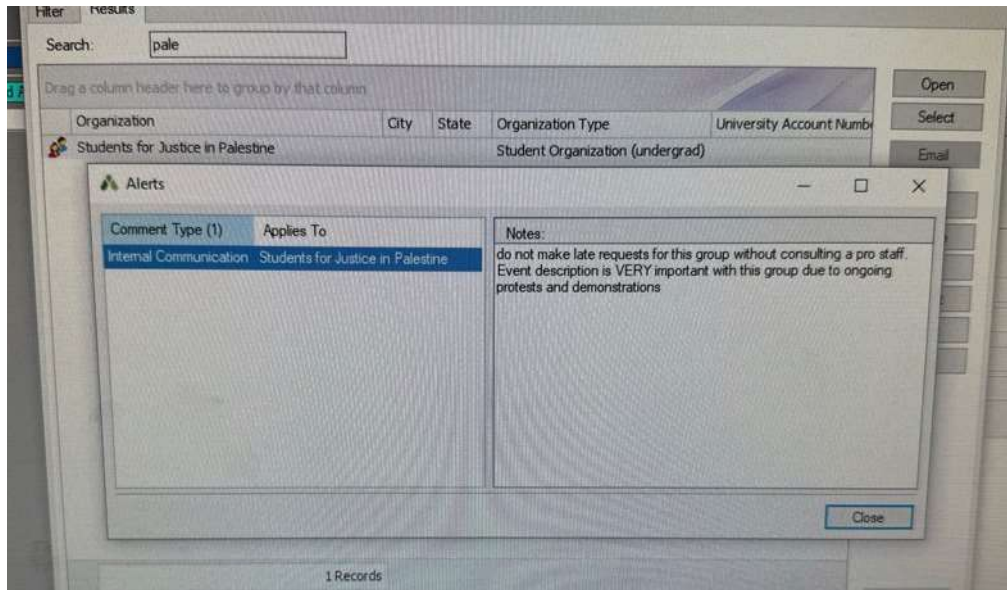 Filter Results
Search: pale
Drag a column header here to group by that column
Open
Organization City State Organization Type University Account Numbe
Select
Students for Justice in Palestine Student Organization (undergrad)
Email
Alerts
Comment Type (1) Applies To
Notes:
Internal Communication Students for Justice in Palestine
do not make late requests for this group without consulting a pro staff.
Event description is VERY important with this group due to ongoing
protests and demonstrations
Close
1 Records